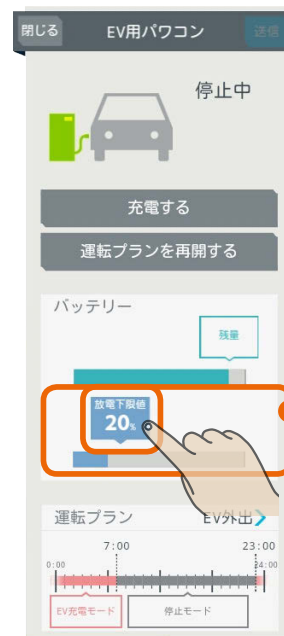 閉じる EV用パワコン 送信
停止中
充電する
運転プランを再開する
バッテリー
残量
放電下限値
20%
運転プラン EV外出
7:00 23:00
0:00 24:00
EV充電モード 停止モード